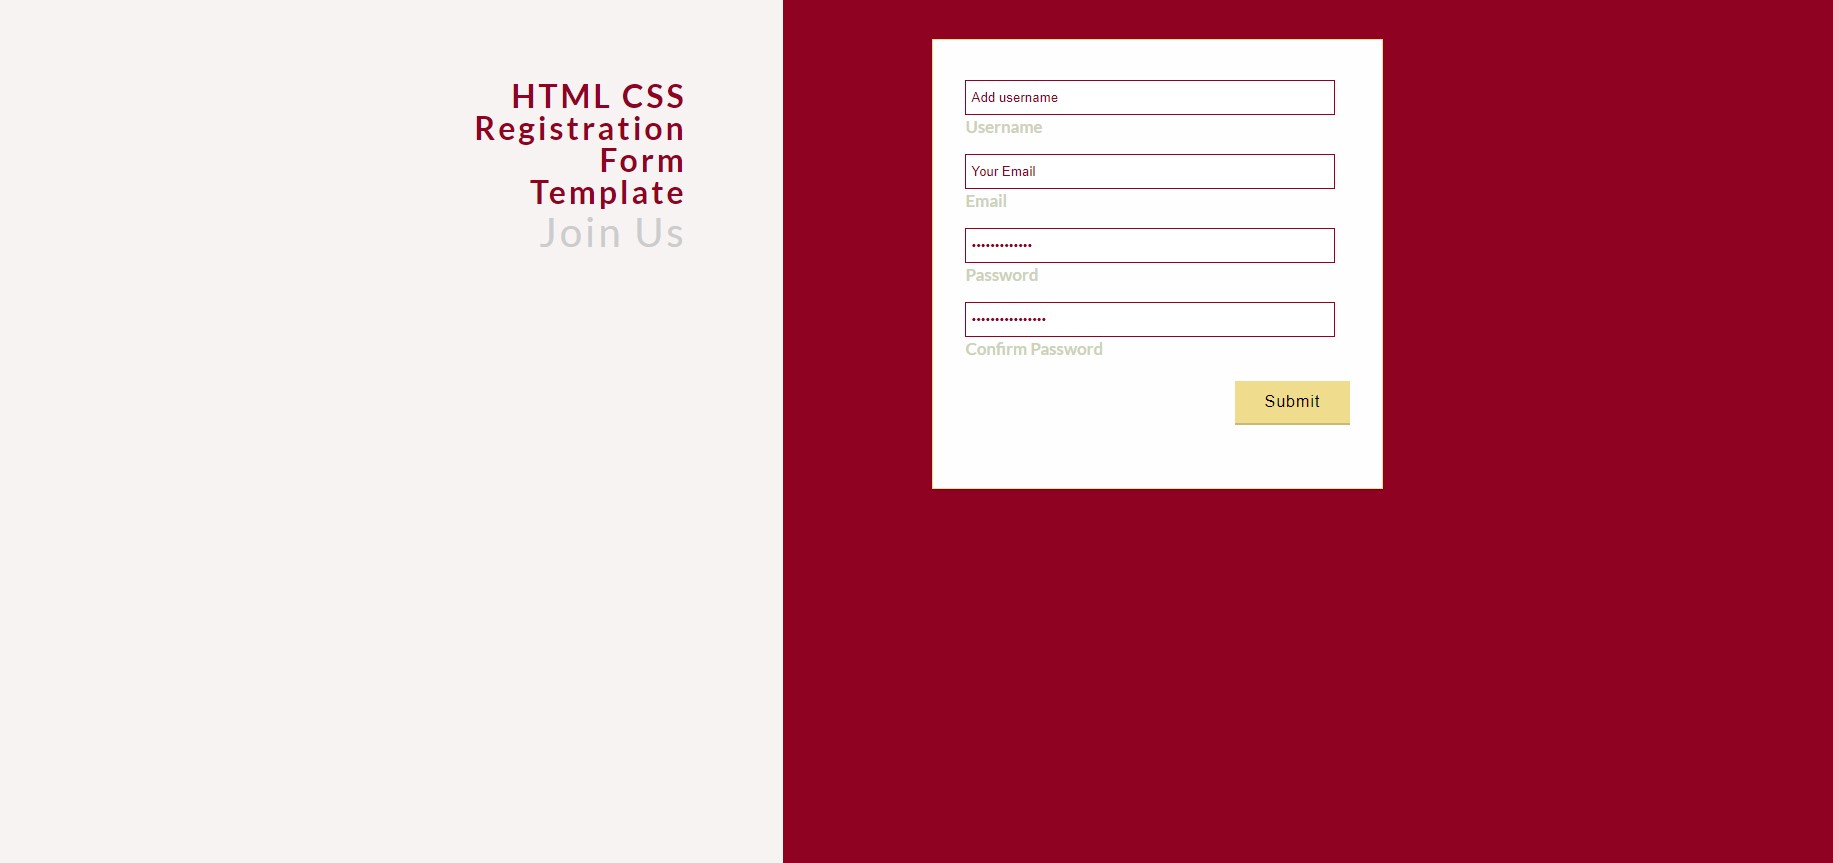 HTML CSS
Registration
Form
Template
Join Us
Add username
Username
Your Email
Email
•••••••••••••
Password
••••••••••••••••
Confirm Password
Submit